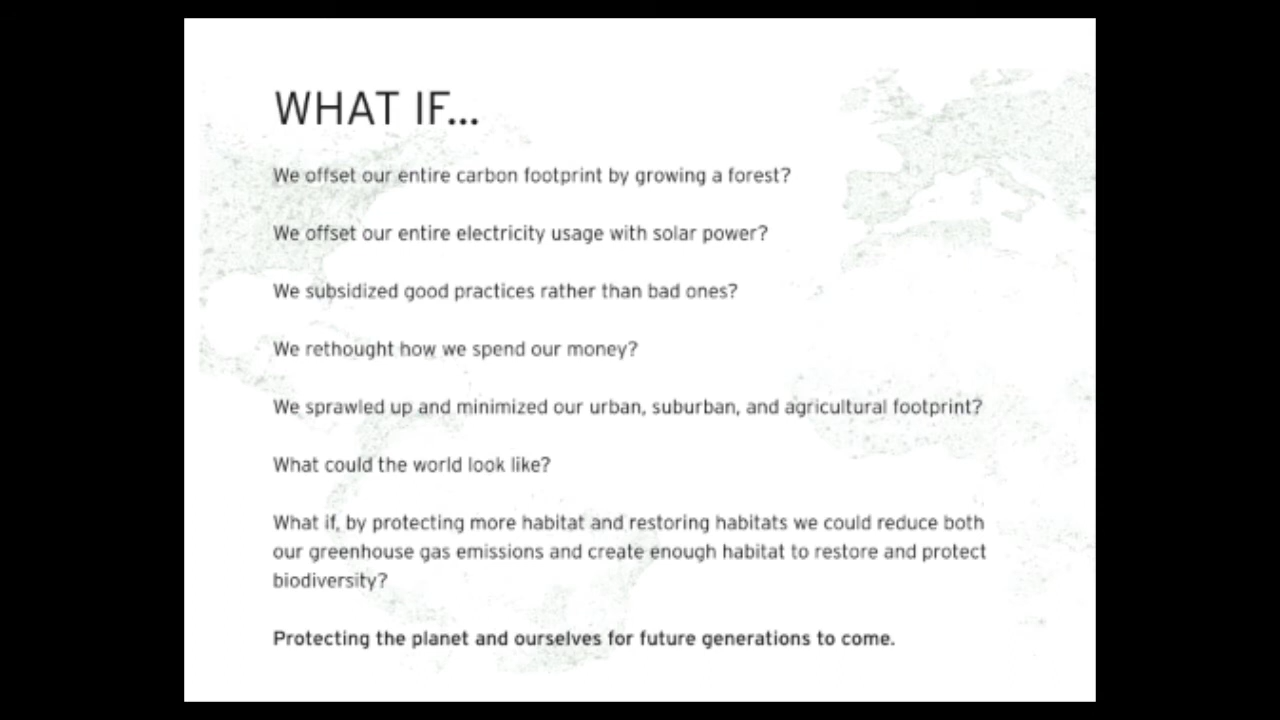 WHAT IF...
We offset our entire carbon footprint by growing a forest?
We offset our entire electricity usage with solar power?
We subsidized good practices rather than bad ones?
We rethought how we spend our money?
We sprawled up and minimized our urban, suburban, and agricultural footprint?
What could the world look like?
What if, by protecting more habitat and restoring habitats we could reduce both
our greenhouse gas emissions and create enough habitat to restore and protect
biodiversity?
Protecting the planet and ourselves for future generations to come.